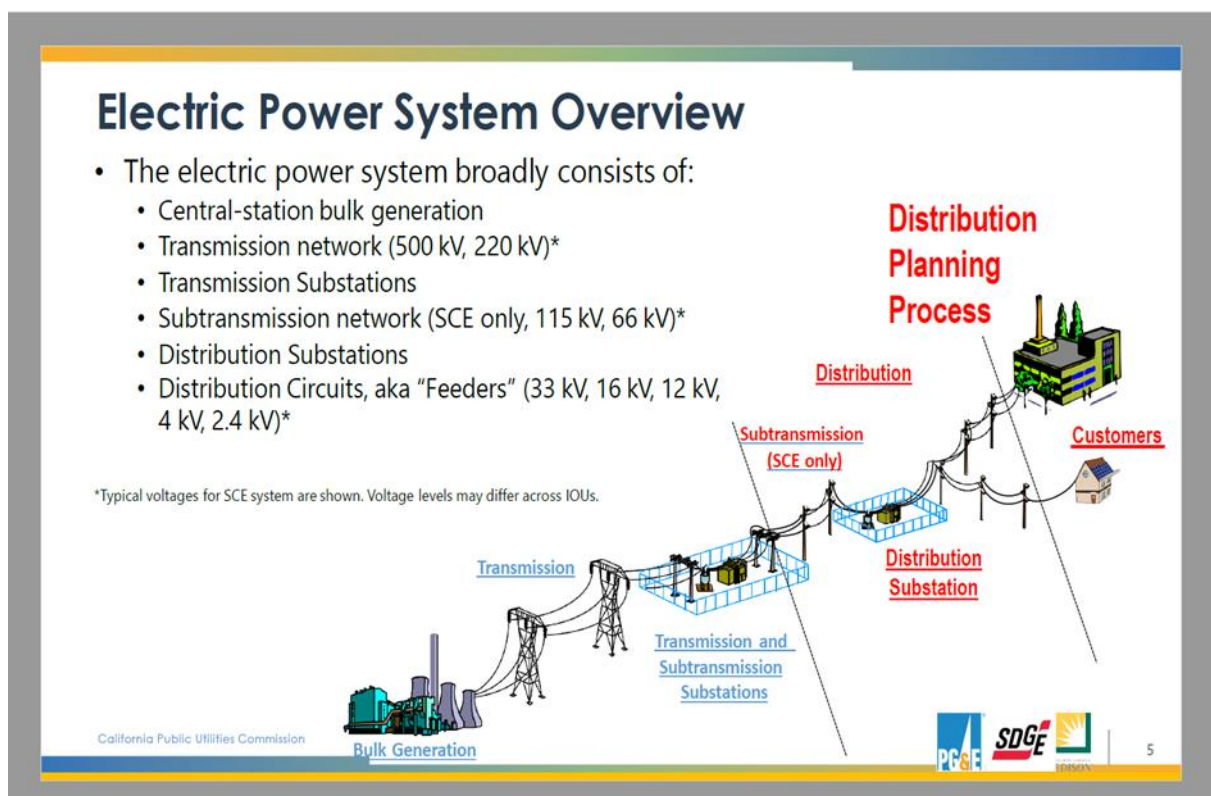 Electric Power System Overview
• The electric power system broadly consists of:
• Central-station bulk generation
• Transmission network (500 kV, 220 kV)*
• Transmission Substations
• Subtransmission network (SCE only, 115 kV, 66 kV)*
• Distribution Substations
• Distribution Circuits, aka “Feeders” (33 kV, 16 kV, 12 kV,
4 kV, 2.4 kV)*
*Typical voltages for SCE system are shown. Voltage levels may differ across IOUs.
Distribution
Planning
Process
Distribution
Subtransmission
(SCE only)
Customers
Distribution
Substation
Transmission
Transmission and
Subtransmission
Substations
Bulk Generation
California Public Utilities Commission
PG&E
SDGE
EDISON
5